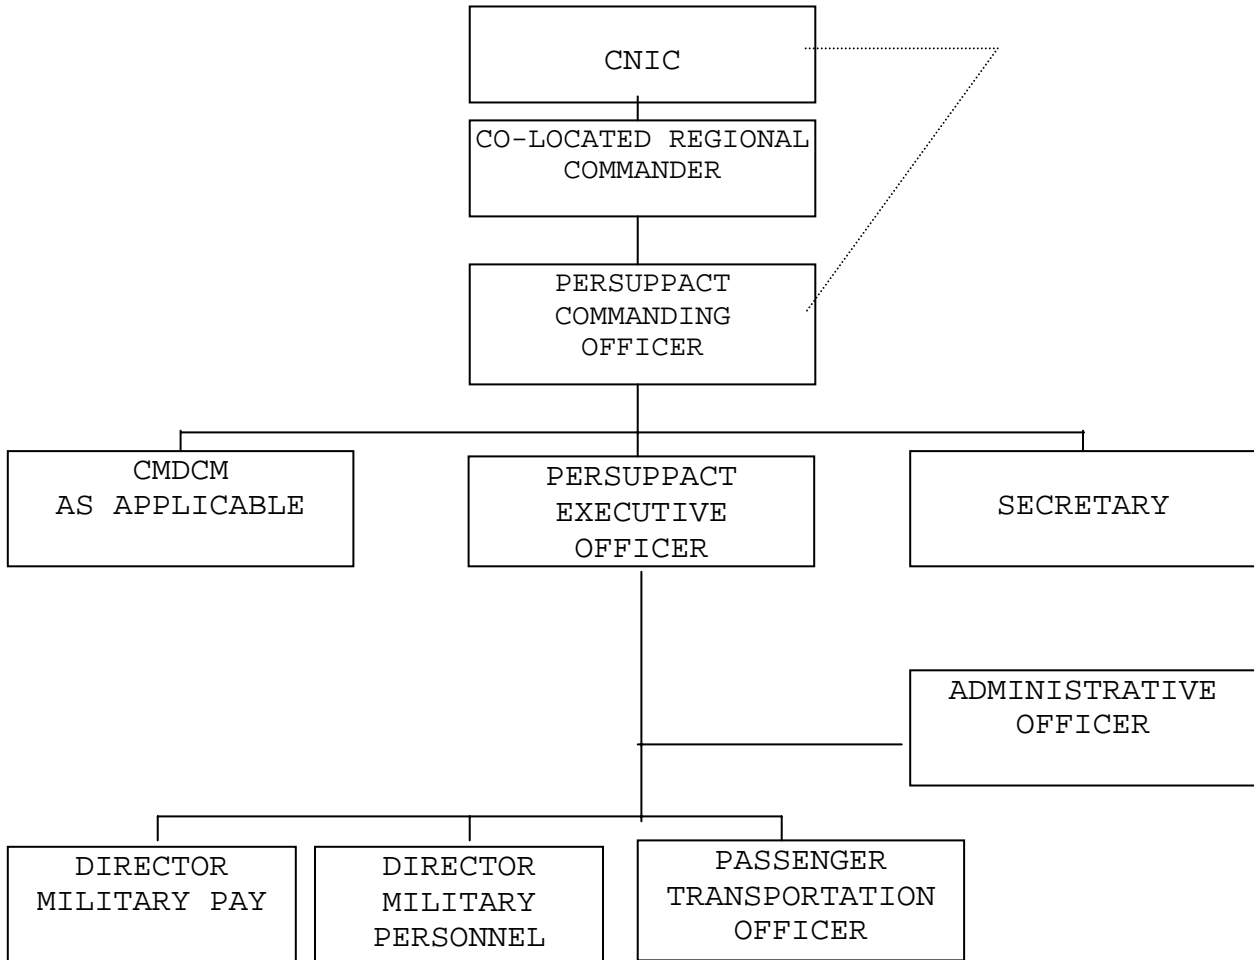 CNIC
CO-LOCATED REGIONAL
COMMANDER
PERSUPPACT
COMMANDING
OFFICER
CMDCM
AS APPLICABLE
PERSUPPACT
EXECUTIVE
OFFICER
SECRETARY
ADMINISTRATIVE
OFFICER
DIRECTOR
MILITARY PAY
DIRECTOR
MILITARY
PERSONNEL
PASSENGER
TRANSPORTATION
OFFICER